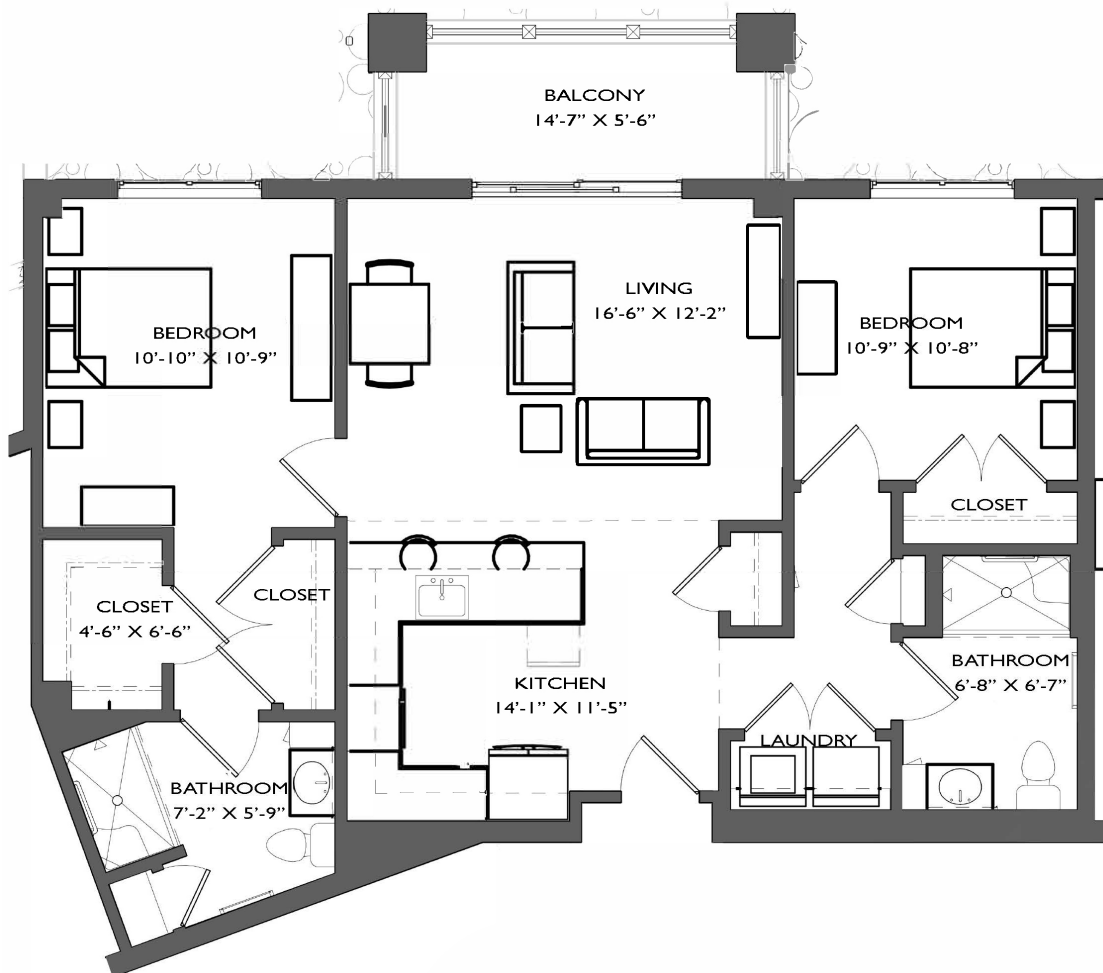 BALCONY
14'-7” X 5'-6”
LIVING
16'-6” X 12'-2”
BEDROOM
10'-10” X 10'-9”
BEDROOM
10'-9” X 10'-8”
CLOSET
CLOSET
CLOSET
4'-6” X 6'-6”
BATHROOM
6'-8” X 6'-7”
KITCHEN
14'-1” X 11'-5”
LAUNDRY
BATHROOM
7'-2” X 5'-9”